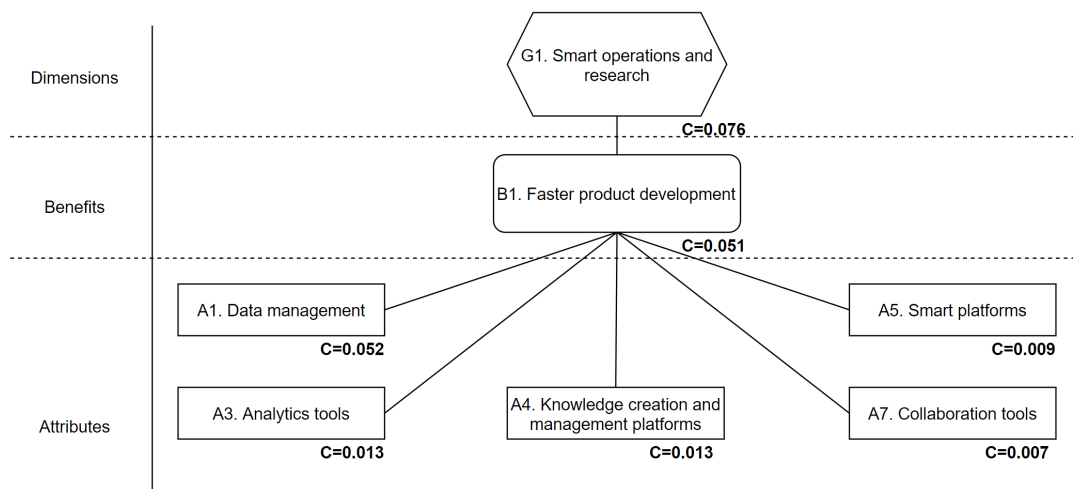 G1. Smart operations and
research
Dimensions
C=0.076
B1. Faster product development
Benefits
C=0.051
A1. Data management
A5. Smart platforms
C=0.052
C=0.009
A3. Analytics tools
A4. Knowledge creation and
management platforms
A7. Collaboration tools
Attributes
C=0.013
C=0.013
C=0.007